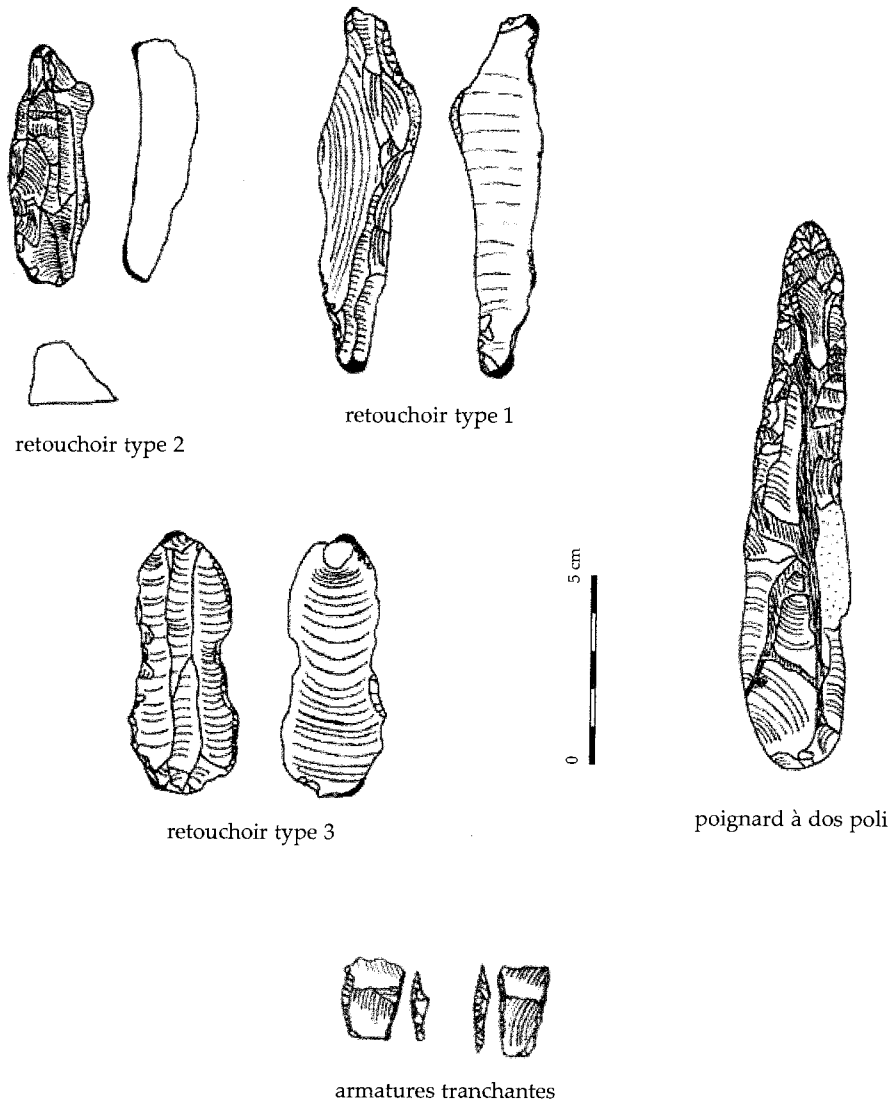 retouchoir type 2
retouchoir type 1
retouchoir type 3
5 cm
0
poignard à dos poli
armatures tranchantes